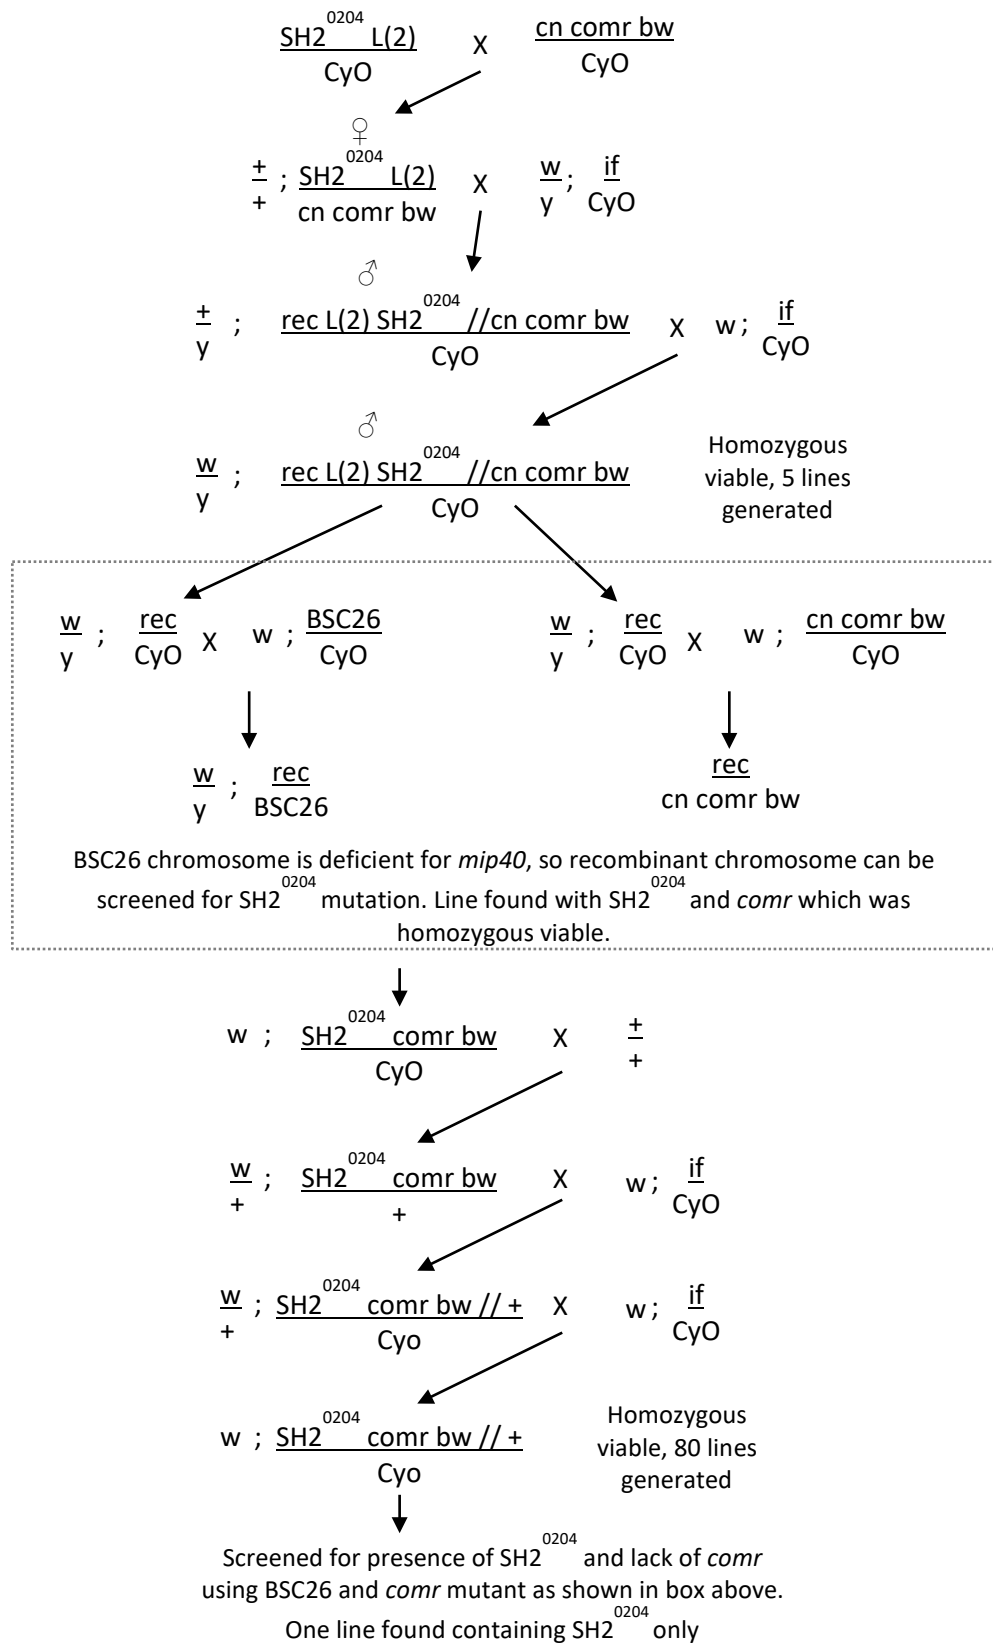 SH2^0204 L(2) X cn comr bw
CyO CyO
♀
+ ; SH2^0204 L(2) X w ; if
+ cn comr bw y CyO
♂
+ ; rec L(2) SH2^0204 //cn comr bw X w ; if
y CyO CyO
♂
w ; rec L(2) SH2^0204 //cn comr bw
y CyO
Homozygous
viable, 5 lines
generated
w ; rec X w ; BSC26
y CyO CyO
w ; rec X w ; cn comr bw
y CyO CyO
w ; rec
y BSC26
rec
cn comr bw
BSC26 chromosome is deficient for mip40, so recombinant chromosome can be
screened for SH2^0204 mutation. Line found with SH2^0204 and comr which was
homozygous viable.
w ; SH2^0204 comr bw X +
CyO +
w ; SH2^0204 comr bw X w ; if
+ + CyO
w ; SH2^0204 comr bw // + X w ; if
+ Cyo CyO
w ; SH2^0204 comr bw // +
Cyo
Homozygous
viable, 80 lines
generated
Screened for presence of SH2^0204 and lack of comr
using BSC26 and comr mutant as shown in box above.
One line found containing SH2^0204 only